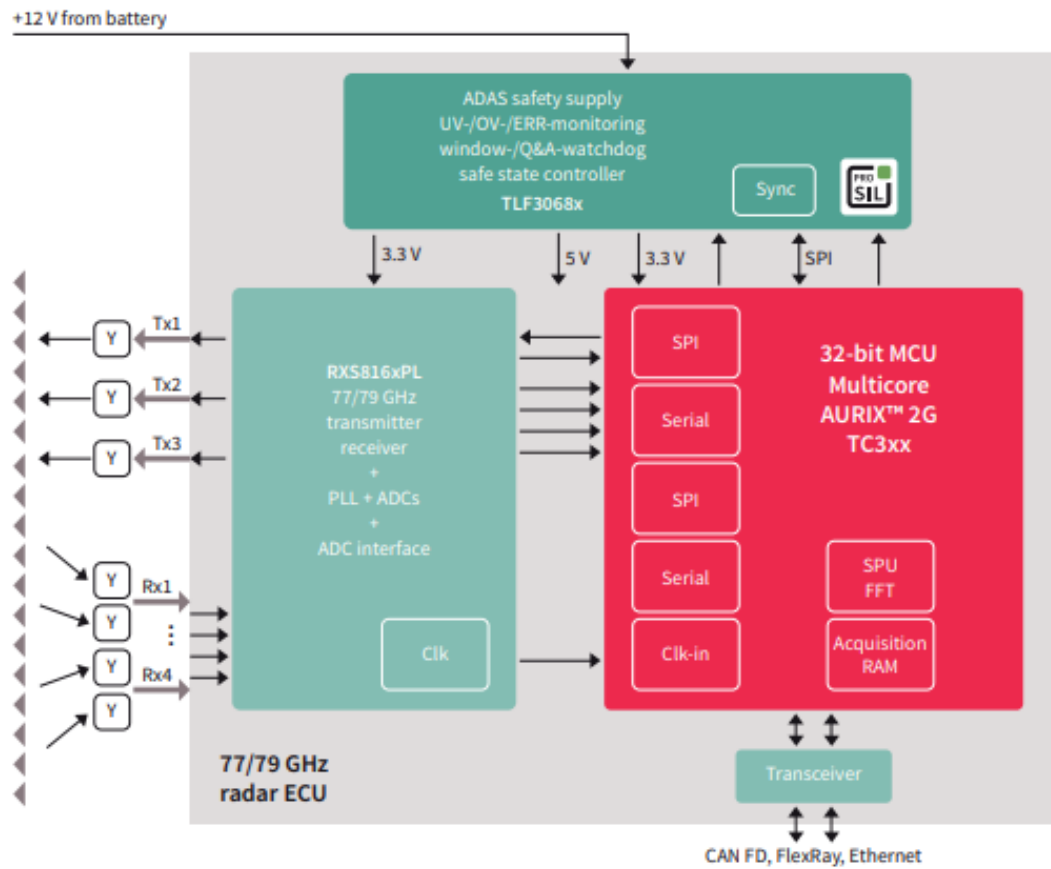 +12 V from battery
ADAS safety supply
UV-/OV-/ERR-monitoring
window-/Q&A-watchdog
safe state controller
TLF3068x
Sync
PRO
SIL
3.3 V
5 V
3.3 V
SPI
Tx1
Y
Tx2
Y
Tx3
Y
RXS816xPL
77/79 GHz
transmitter
receiver
+
PLL + ADCs
+
ADC interface
Clk
SPI
Serial
SPI
Serial
Clk-in
32-bit MCU
Multicore
AURIX™ 2G
TC3xx
SPU
FFT
Acquisition
RAM
Y
Rx1
Y
⋮
Y
Rx4
Y
77/79 GHz
radar ECU
Transceiver
CAN FD, FlexRay, Ethernet